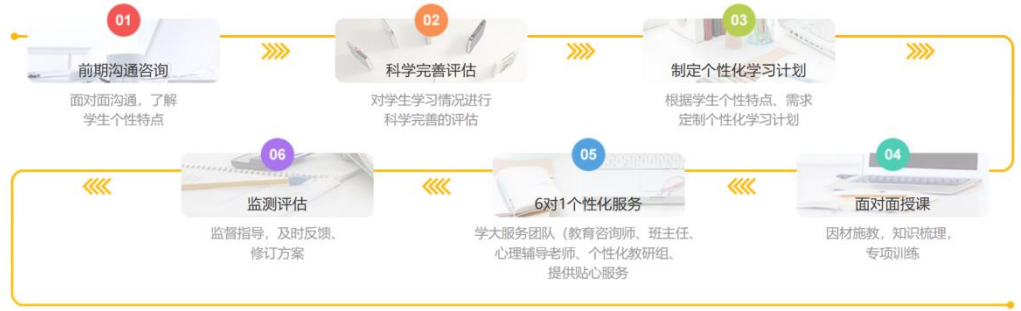 01
前期沟通咨询
面对面沟通，了解
学生个性特点
02
科学完善评估
对学生学习情况进行
科学完善的评估
03
制定个性化学习计划
根据学生个性特点、需求
定制个性化学习计划
04
面对面授课
因材施教，知识梳理，
专项训练
05
6对1个性化服务
学大服务团队（教育咨询师、班主任、
心理辅导老师、个性化教研组、
提供贴心服务
06
监测评估
监督指导，及时反馈、
修订方案